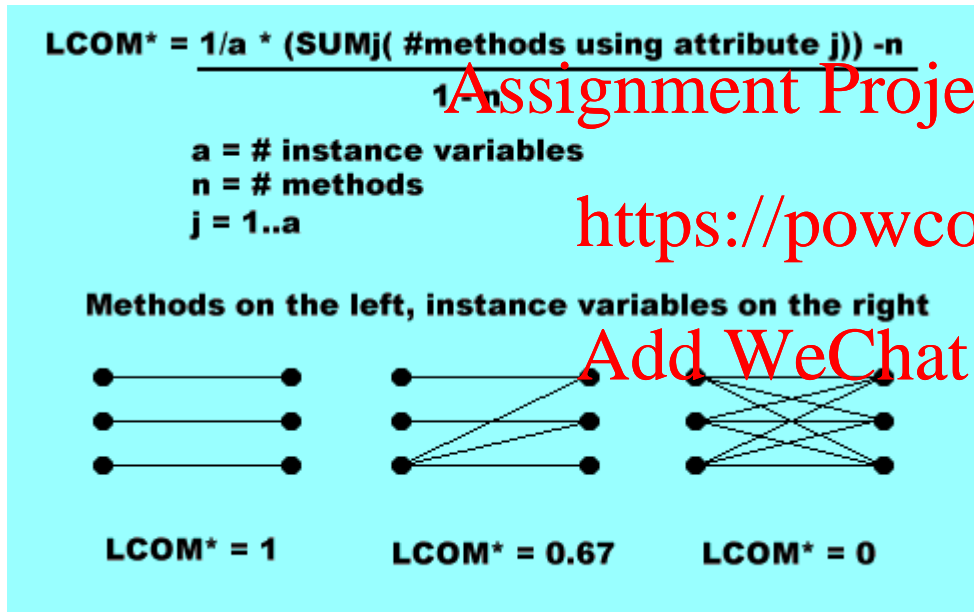 LCOM* = 1/a * (SUMj( #methods using attribute j)) -n
1 - n
Assignment Proje
a = # instance variables
n = # methods
j = 1..a
https://powco
Methods on the left, instance variables on the right
Add WeChat
LCOM* = 1
LCOM* = 0.67
LCOM* = 0